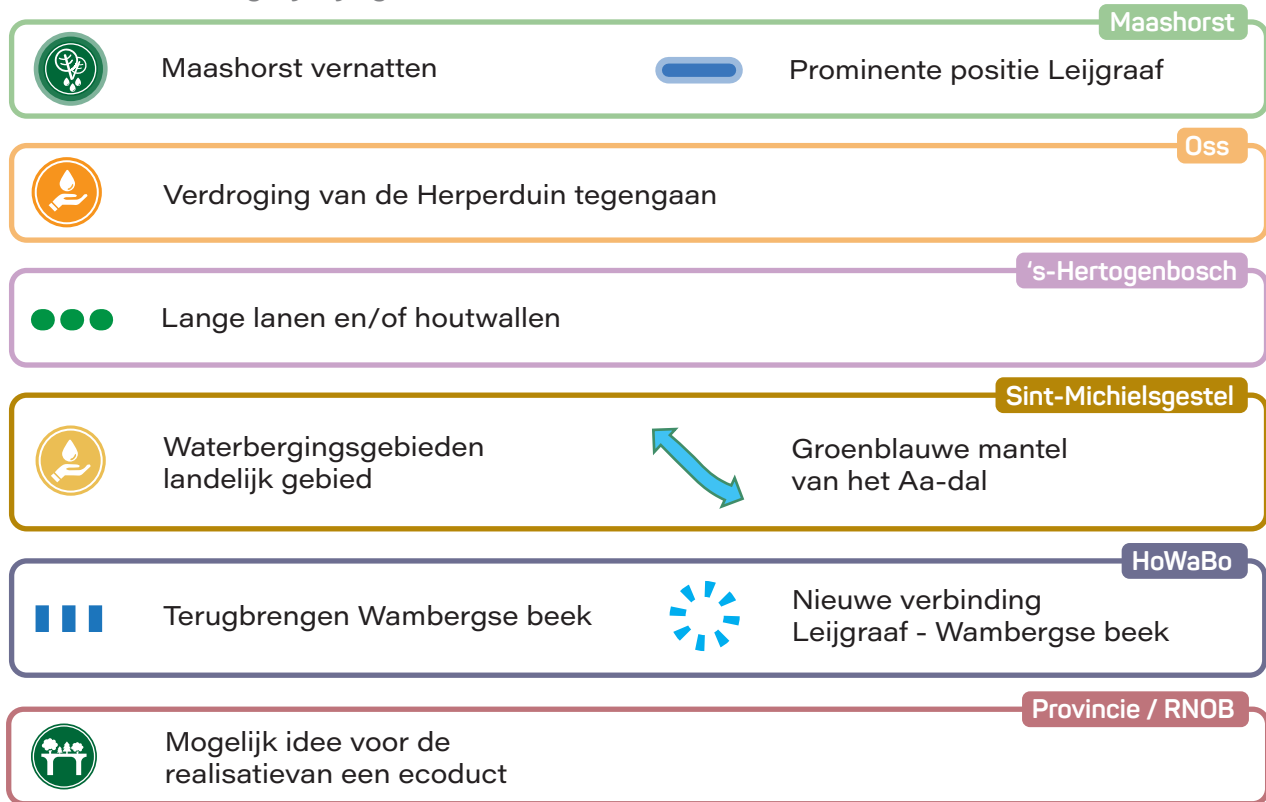 Maashorst
Maashorst vernatten
Prominente positie Leijgraaf
Oss
Verdroging van de Herperduin tegengaan
‘s-Hertogenbosch
Lange lanen en/of houtwallen
Sint-Michielsgestel
Waterbergingsgebieden
landelijk gebied
Groenblauwe mantel
van het Aa-dal
HoWaBo
Terugbrengen Wambergse beek
Nieuwe verbinding
Leijgraaf - Wambergse beek
Provincie / RNOB
Mogelijk idee voor de
realisatievan een ecoduct